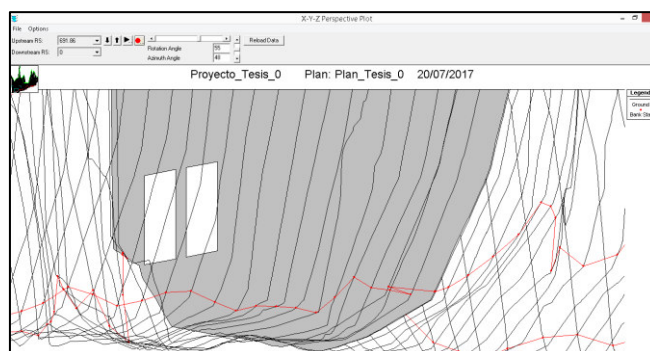 X-Y-Z Perspective Plot
File Options
Upstream RS: 691.86
Downstream RS: 0
Rotation Angle 55
Azimuth Angle 40
Reload Data
Proyecto_Tesis_0 Plan: Plan_Tesis_0 20/07/2017
Legend
Ground
Bank Sta